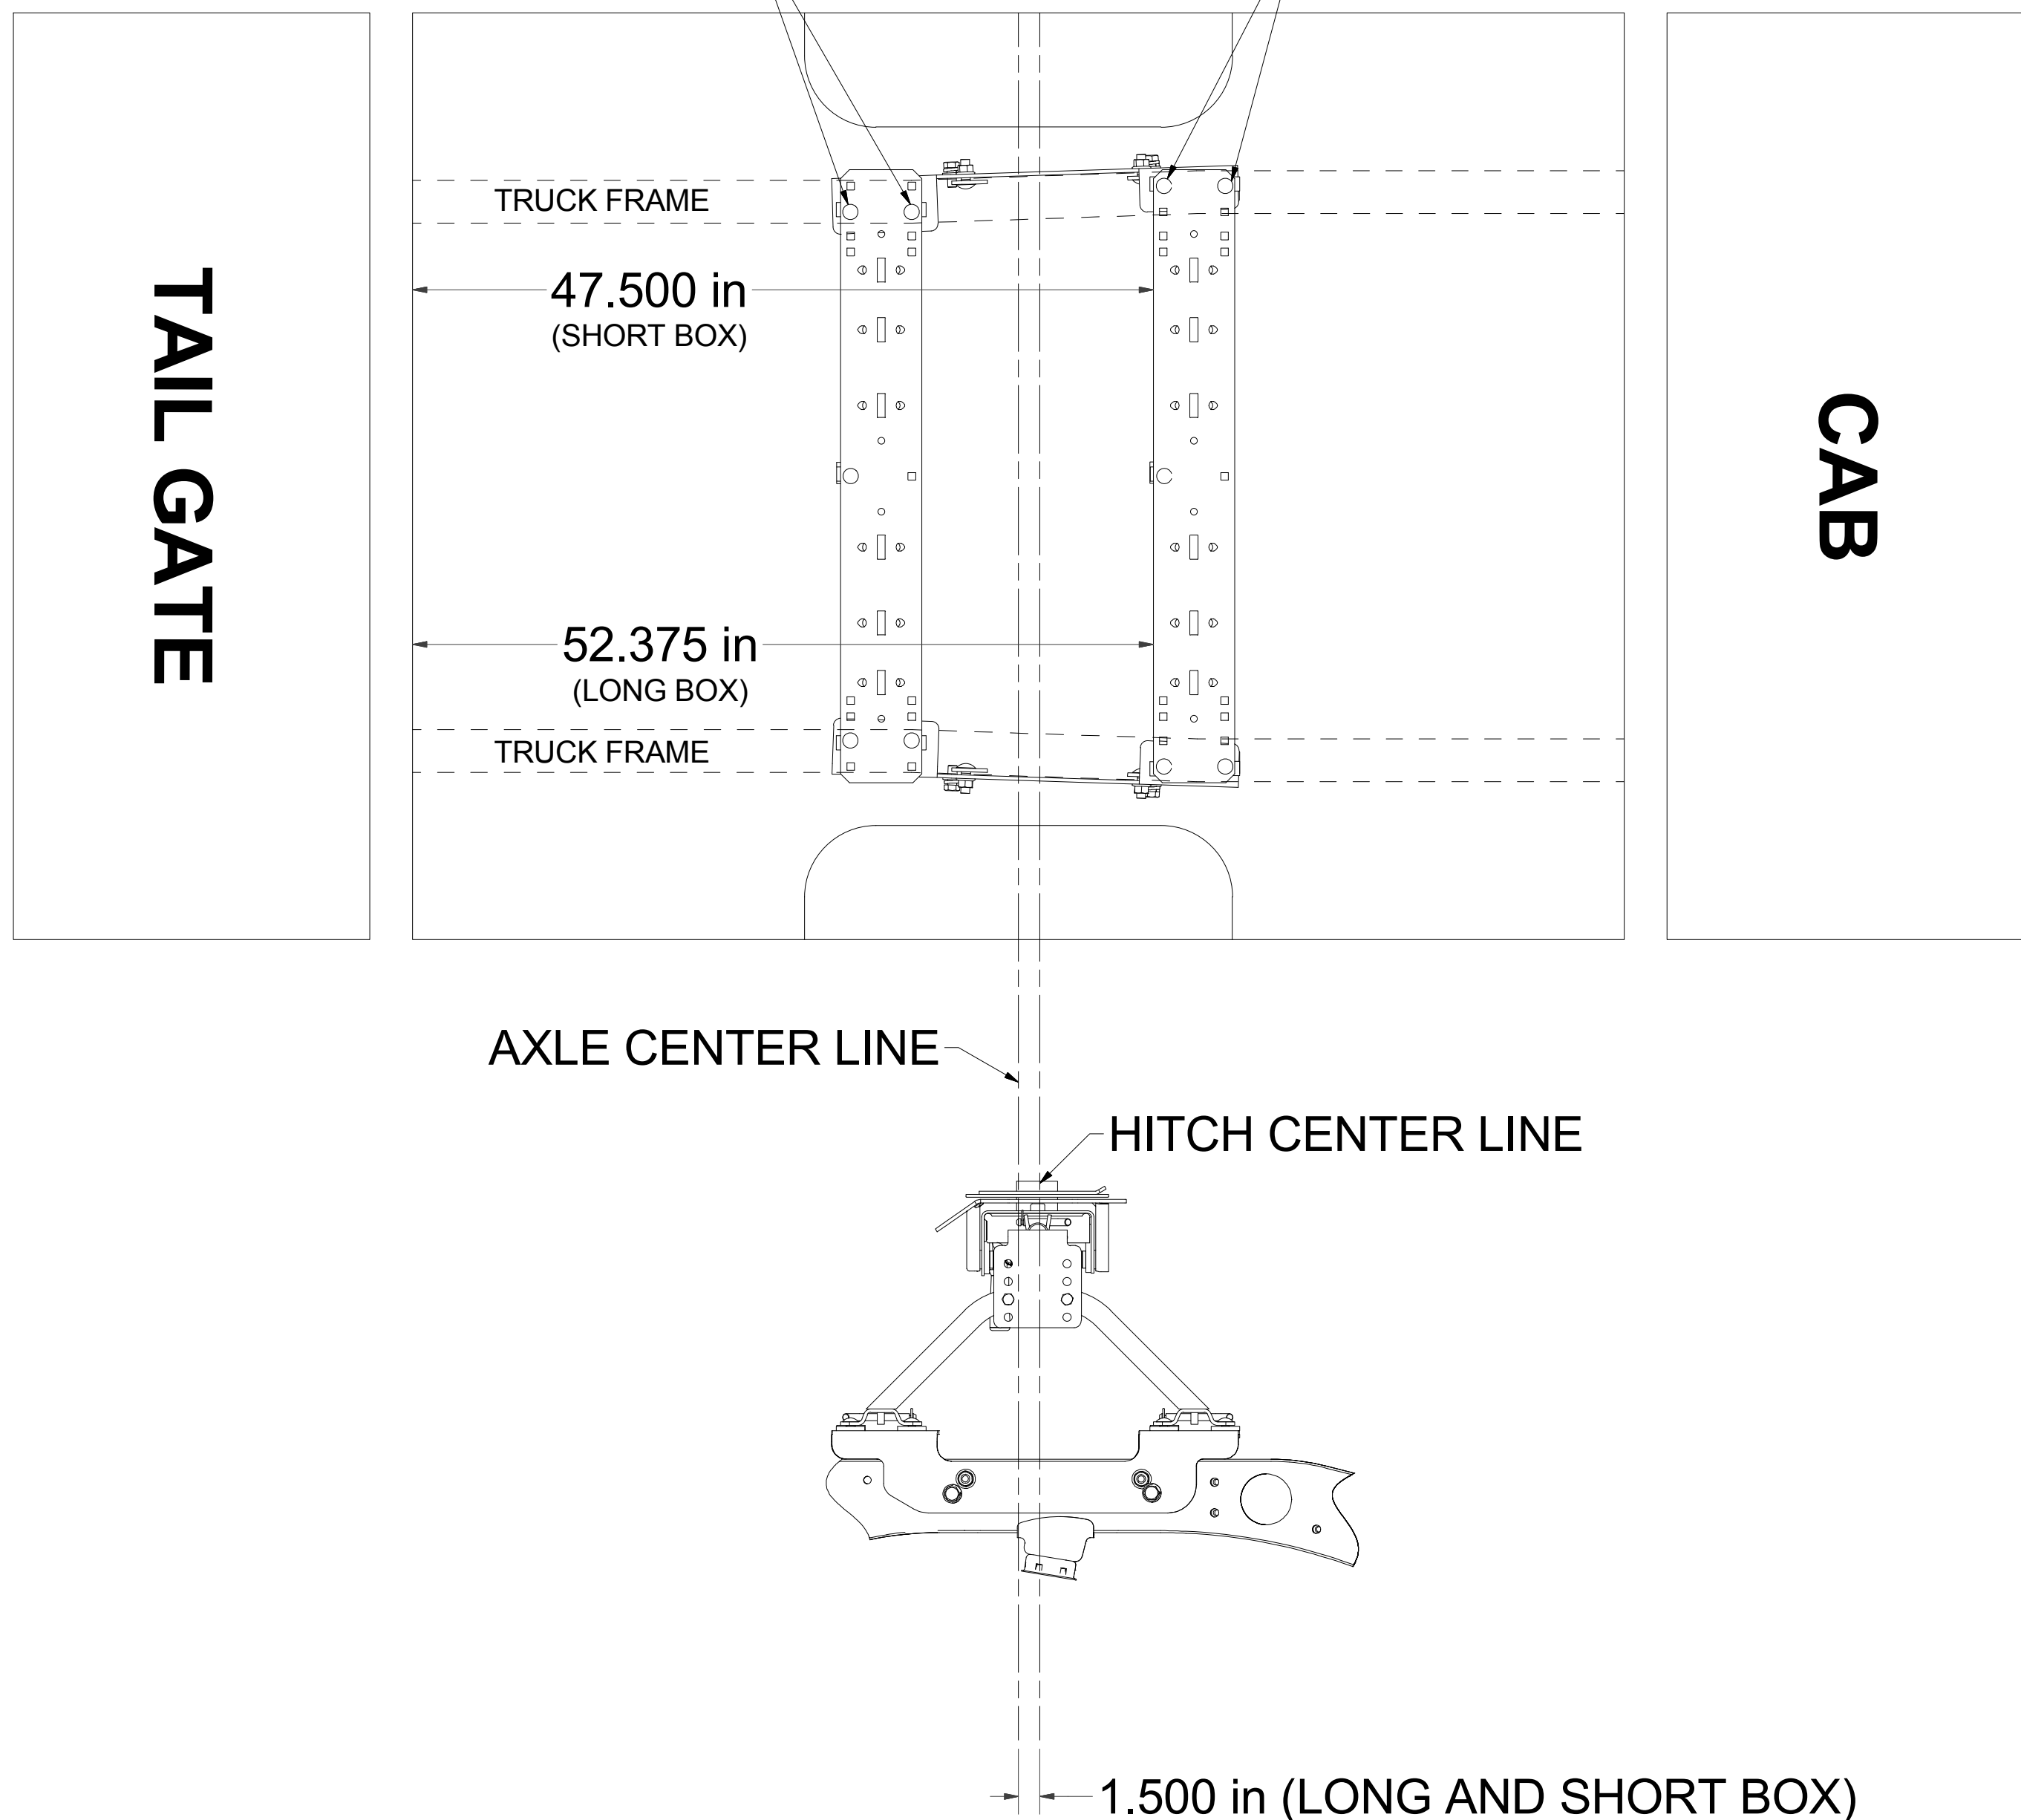 TRUCK FRAME
47.500 in
(SHORT BOX)
TAIL GATE
CAB
52.375 in
(LONG BOX)
TRUCK FRAME
AXLE CENTER LINE
HITCH CENTER LINE
1.500 in (LONG AND SHORT BOX)